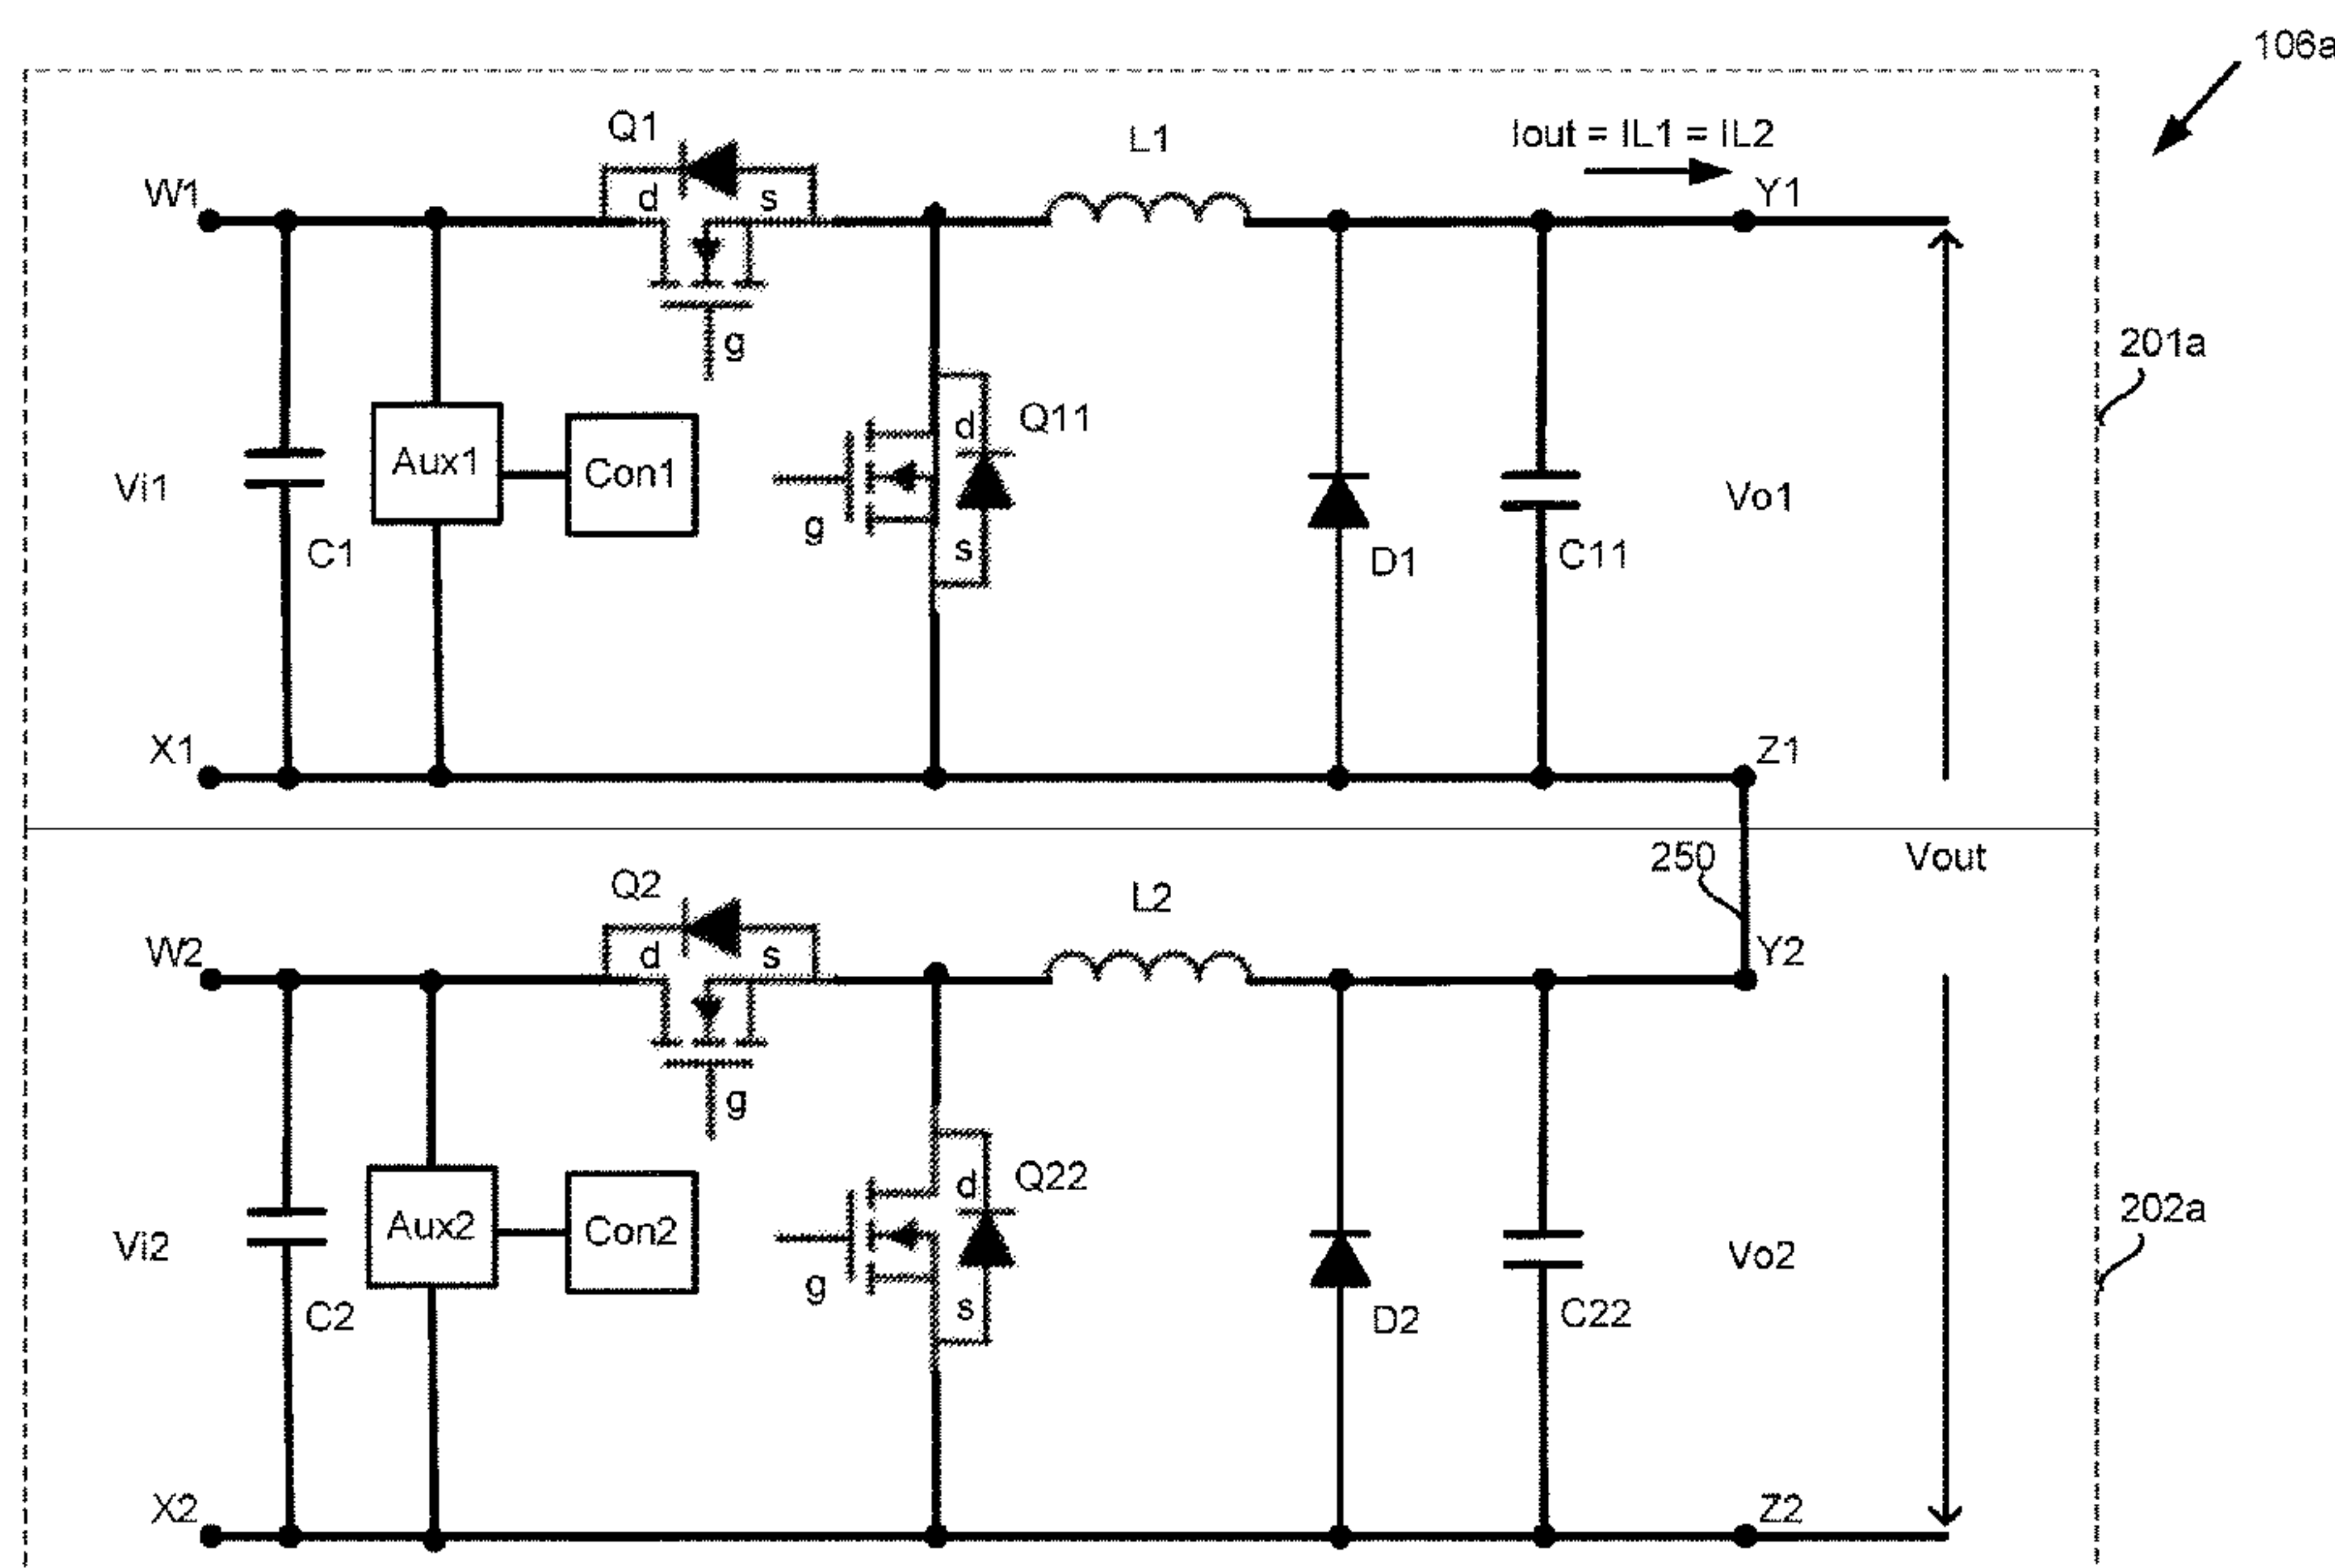 106a
Q1
L1
Iout = IL1 = IL2
W1
d
s
Y1
g
201a
Q11
d
Aux1
Con1
Vi1
Vo1
g
s
C1
D1
C11
X1
Z1
250
Vout
Q2
L2
W2
d
s
Y2
g
Q22
d
202a
Aux2
Con2
Vi2
Vo2
g
s
C2
D2
C22
X2
Z2